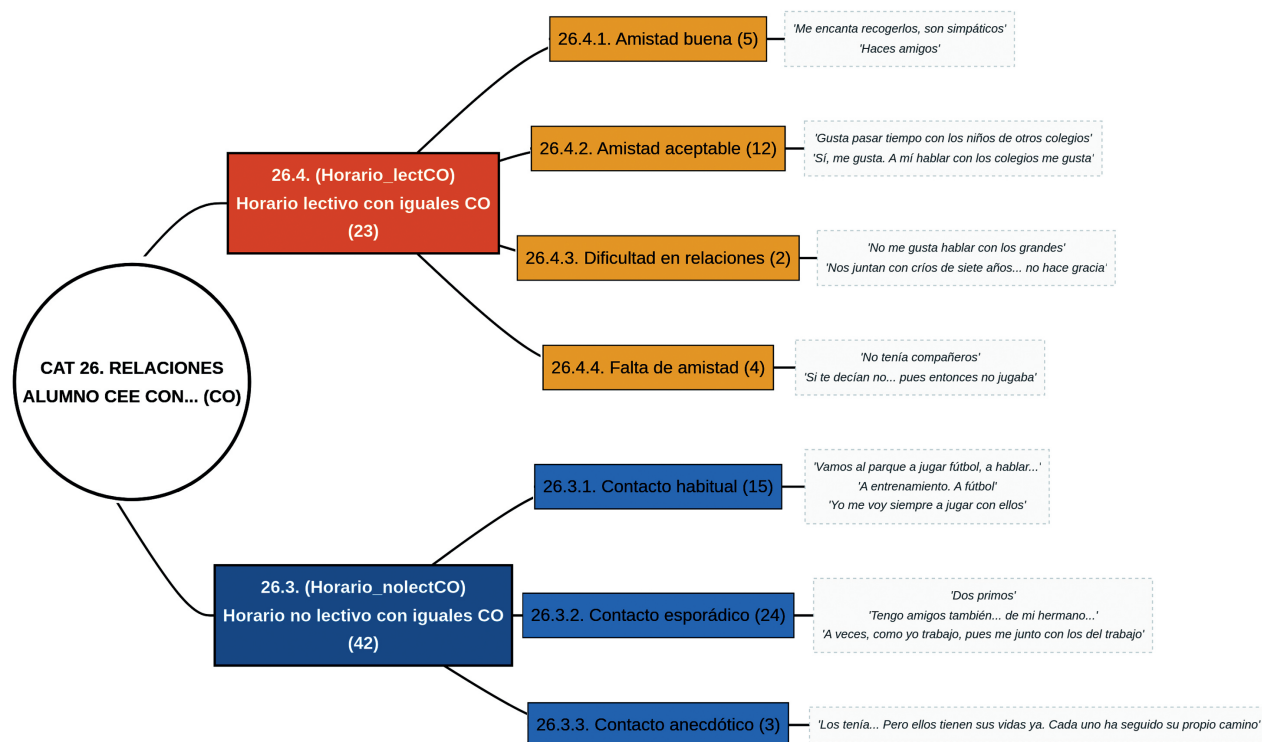 CAT 26. RELACIONES
ALUMNO CEE CON... (CO)
26.4. (Horario_lectCO)
Horario lectivo con iguales CO
(23)
26.4.1. Amistad buena (5)
'Me encanta recogerlos, son simpáticos'
'Haces amigos'
26.4.2. Amistad aceptable (12)
'Gusta pasar tiempo con los niños de otros colegios'
'Sí, me gusta. A mí hablar con los colegios me gusta'
26.4.3. Dificultad en relaciones (2)
'No me gusta hablar con los grandes'
'Nos juntan con críos de siete años... no hace gracia'
26.4.4. Falta de amistad (4)
'No tenía compañeros'
'Si te decían no... pues entonces no jugaba'
26.3. (Horario_nolectCO)
Horario no lectivo con iguales CO
(42)
26.3.1. Contacto habitual (15)
'Vamos al parque a jugar fútbol, a hablar...'
'A entrenamiento. A fútbol'
'Yo me voy siempre a jugar con ellos'
26.3.2. Contacto esporádico (24)
'Dos primos'
'Tengo amigos también... de mi hermano...'
'A veces, como yo trabajo, pues me junto con los del trabajo'
26.3.3. Contacto anecdótico (3)
'Los tenía... Pero ellos tienen sus vidas ya. Cada uno ha seguido su propio camino'